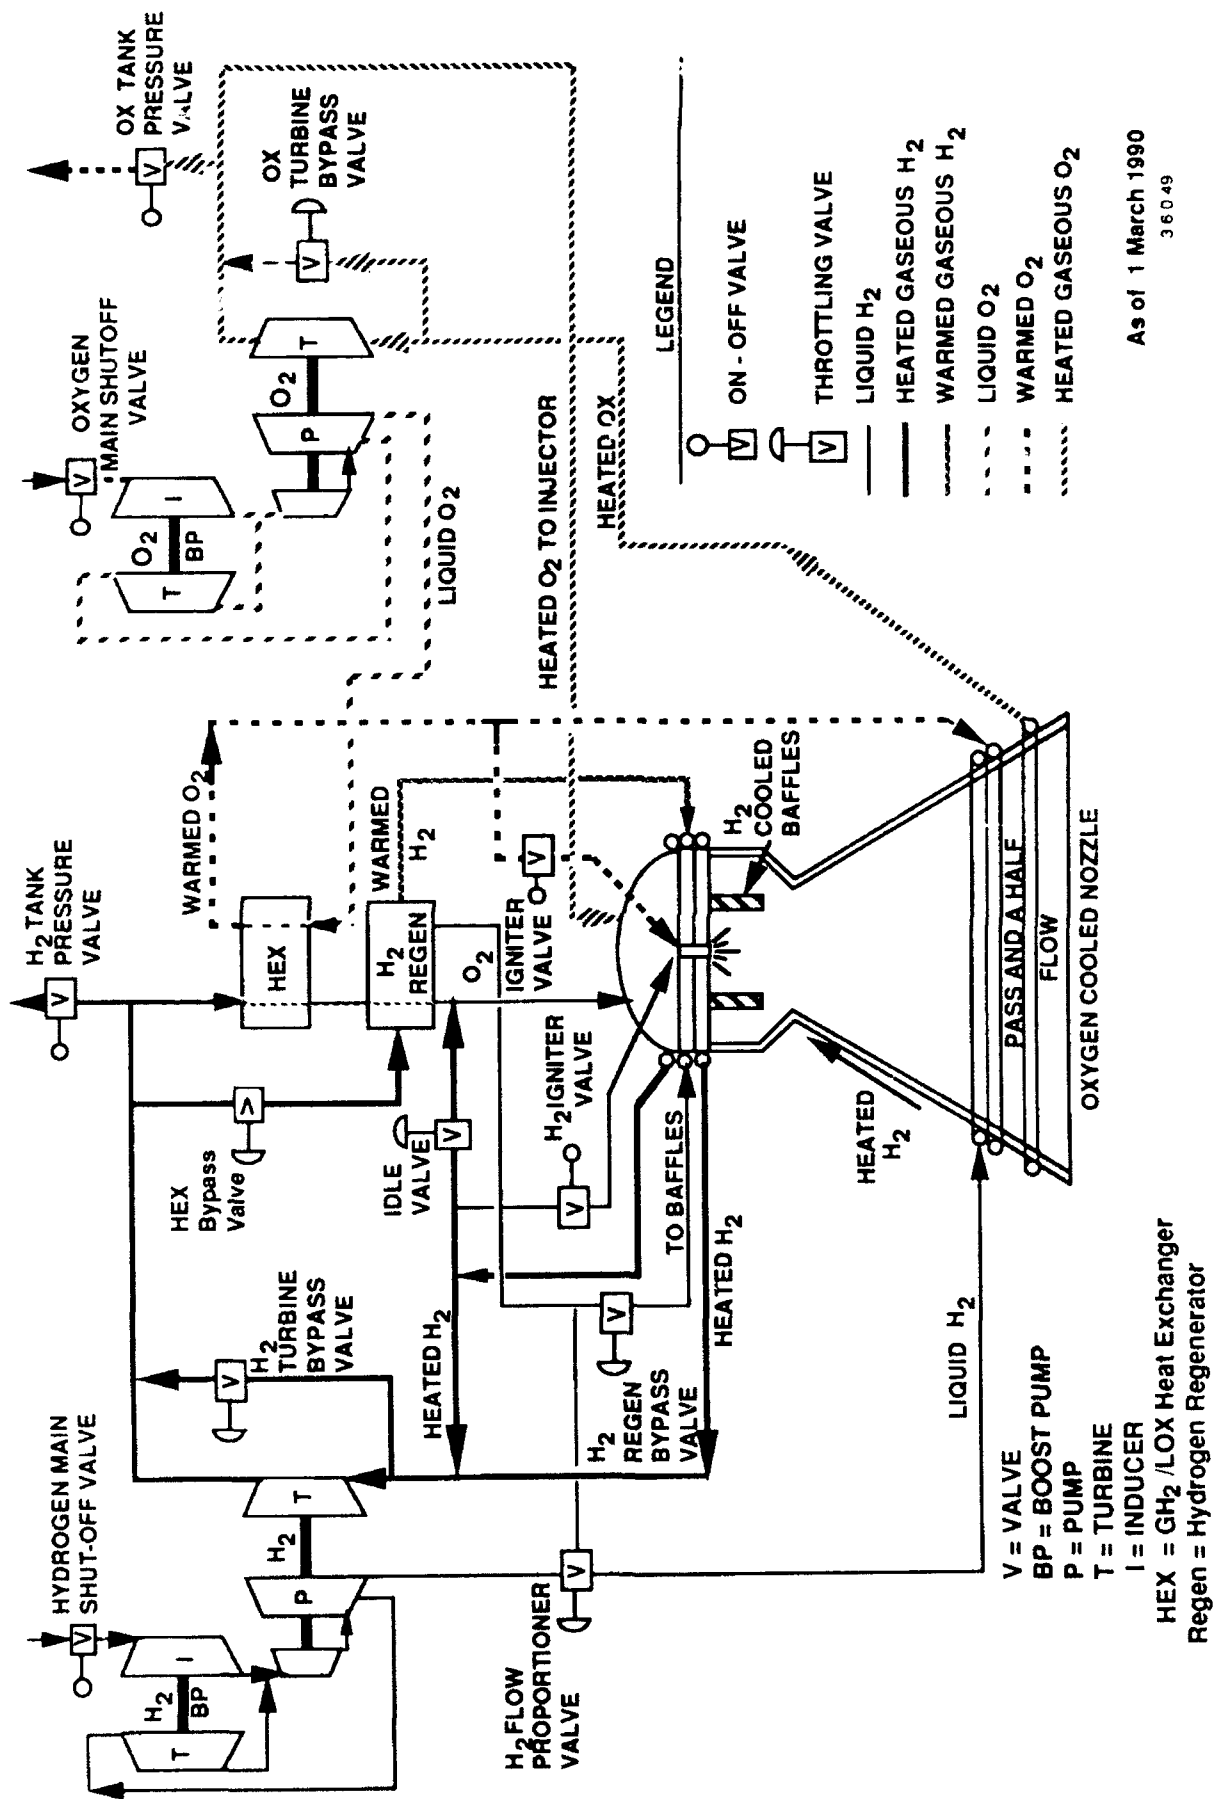 HYDROGEN MAIN
SHUT-OFF VALVE
V
I
H2
BP
T
P
H2
T
H2 TURBINE
BYPASS
VALVE
V
HEX
Bypass
Valve
V
H2 TANK
PRESSURE
VALVE
V
HEX
WARMED O2
H2
REGEN
WARMED
H2
O2
IGNITER
VALVE
V
IDLE
VALVE
V
H2 IGNITER
VALVE
V
HEATED H2
H2
REGEN
BYPASS
VALVE
V
TO BAFFLES
HEATED H2
H2 FLOW
PROPORTIONER
VALVE
V
LIQUID H2
HEATED
H2
H2
COOLED
BAFFLES
PASS AND A HALF
FLOW
OXYGEN COOLED NOZZLE
OXYGEN
MAIN SHUTOFF
VALVE
V
I
O2
BP
T
P
O2
T
LIQUID O2
OX TANK
PRESSURE
VALVE
V
OX
TURBINE
BYPASS
VALVE
V
HEATED O2 TO INJECTOR
HEATED OX
LEGEND
V ON - OFF VALVE
V THROTTLING VALVE
LIQUID H2
HEATED GASEOUS H2
WARMED GASEOUS H2
LIQUID O2
WARMED O2
HEATED GASEOUS O2
V = VALVE
BP = BOOST PUMP
P = PUMP
T = TURBINE
I = INDUCER
HEX = GH2 /LOX Heat Exchanger
Regen = Hydrogen Regenerator
As of 1 March 1990
36049